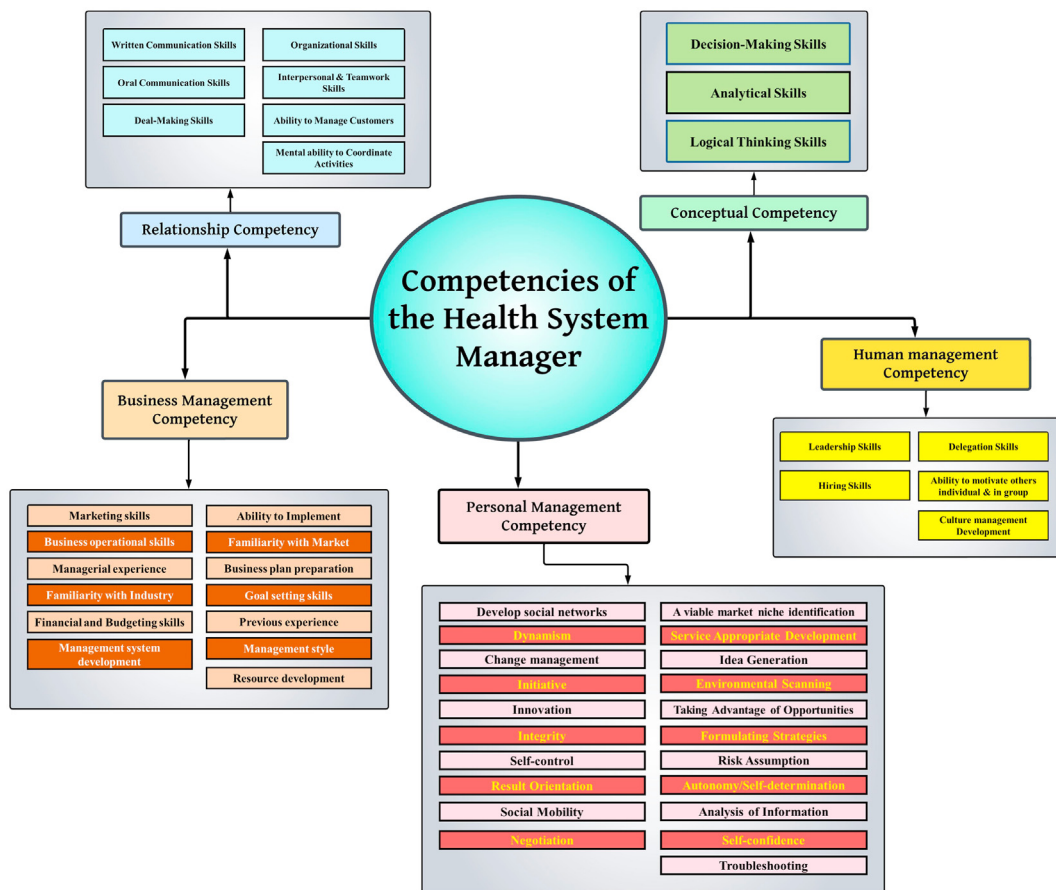 Written Communication Skills
Oral Communication Skills
Deal-Making Skills
Organizational Skills
Interpersonal & Teamwork
Skills
Ability to Manage Customers
Mental ability to Coordinate
Activities
Relationship Competency
Decision-Making Skills
Analytical Skills
Logical Thinking Skills
Conceptual Competency
Competencies of
the Health System
Manager
Business Management
Competency
Marketing skills
Business operational skills
Managerial experience
Familiarity with Industry
Financial and Budgeting skills
Management system
development
Ability to Implement
Familiarity with Market
Business plan preparation
Goal setting skills
Previous experience
Management style
Resource development
Personal Management
Competency
Develop social networks
Dynamism
Change management
Initiative
Innovation
Integrity
Self-control
Result Orientation
Social Mobility
Negotiation
A viable market niche identification
Service Appropriate Development
Idea Generation
Environmental Scanning
Taking Advantage of Opportunities
Formulating Strategies
Risk Assumption
Autonomy/Self-determination
Analysis of Information
Self-confidence
Troubleshooting
Human management
Competency
Leadership Skills
Hiring Skills
Delegation Skills
Ability to motivate others
individual & in group
Culture management
Development